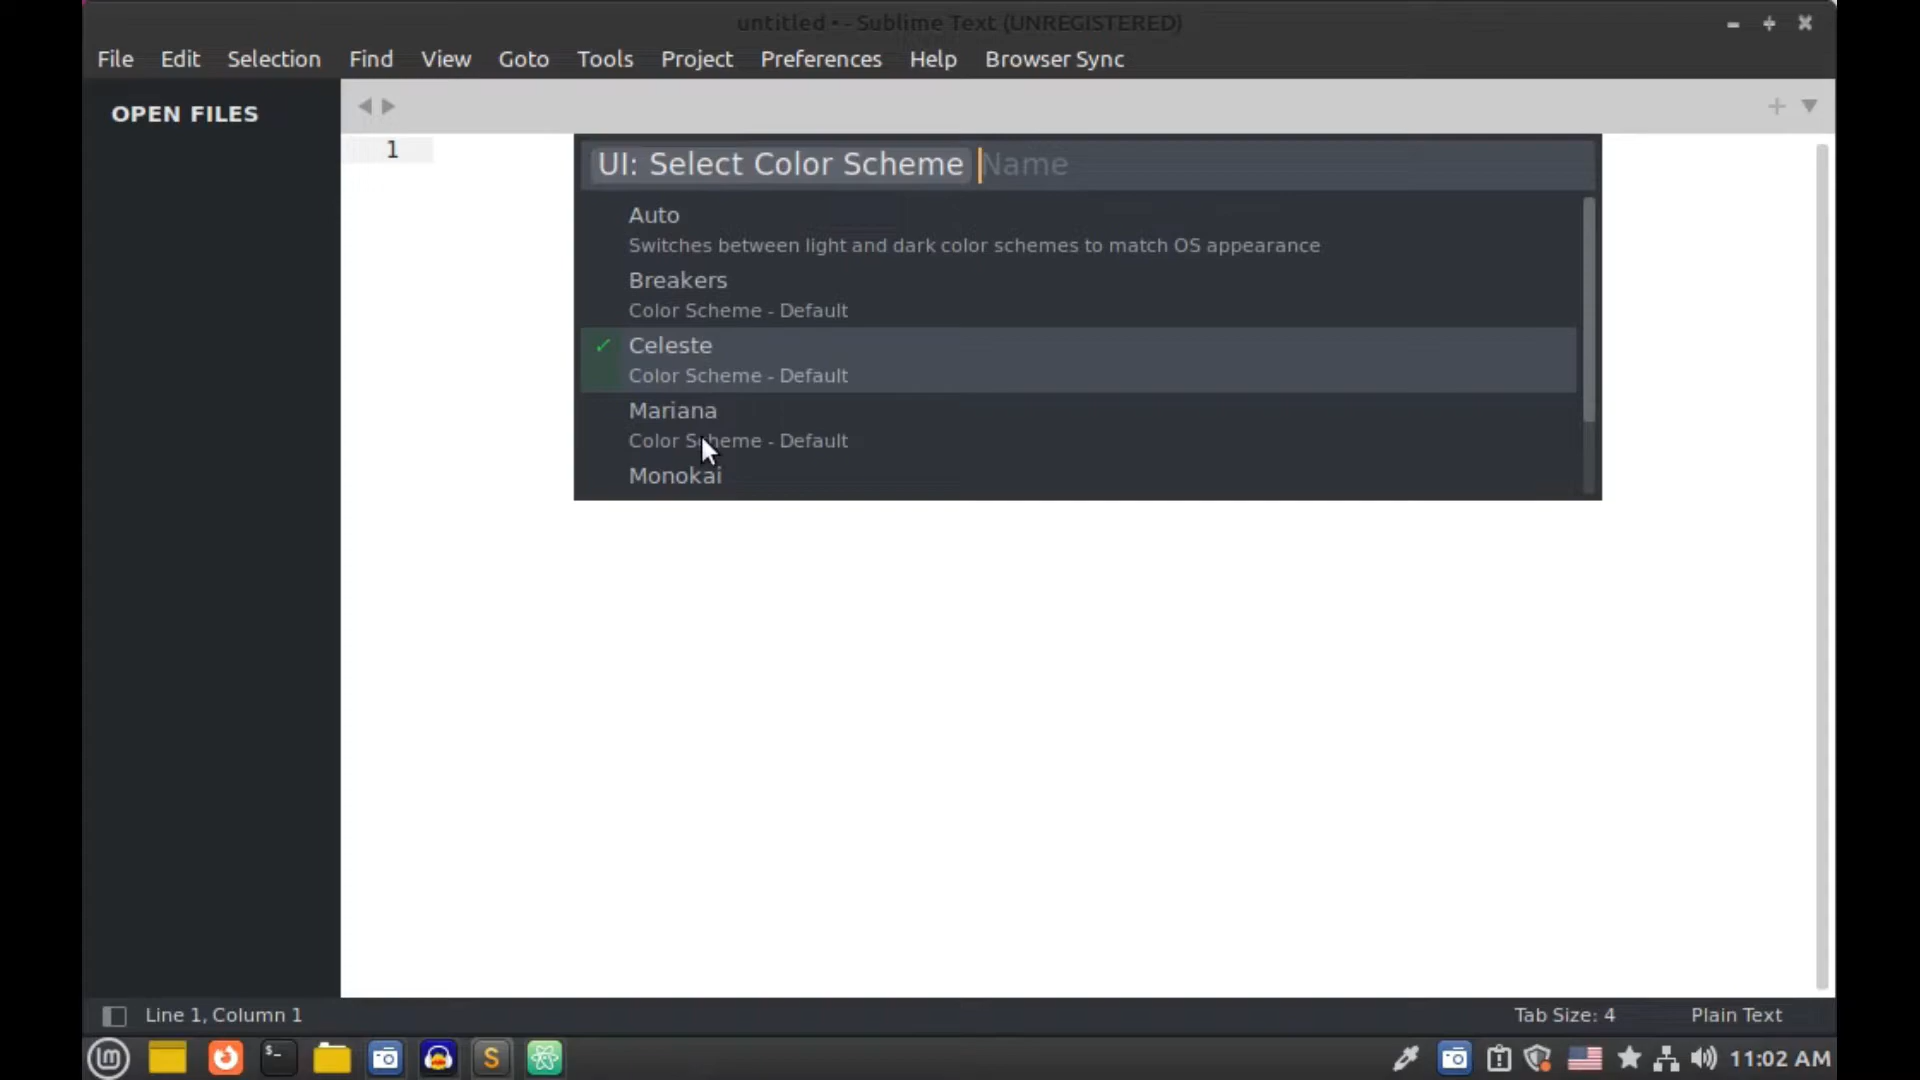 untitled • - Sublime Text (UNREGISTERED)
File Edit Selection Find View Goto Tools Project Preferences Help Browser Sync
OPEN FILES
1
UI: Select Color Scheme Name
Auto
Switches between light and dark color schemes to match OS appearance
Breakers
Color Scheme - Default
✓ Celeste
Color Scheme - Default
Mariana
Color Scheme - Default
Monokai
Line 1, Column 1
Tab Size: 4
Plain Text
11:02 AM